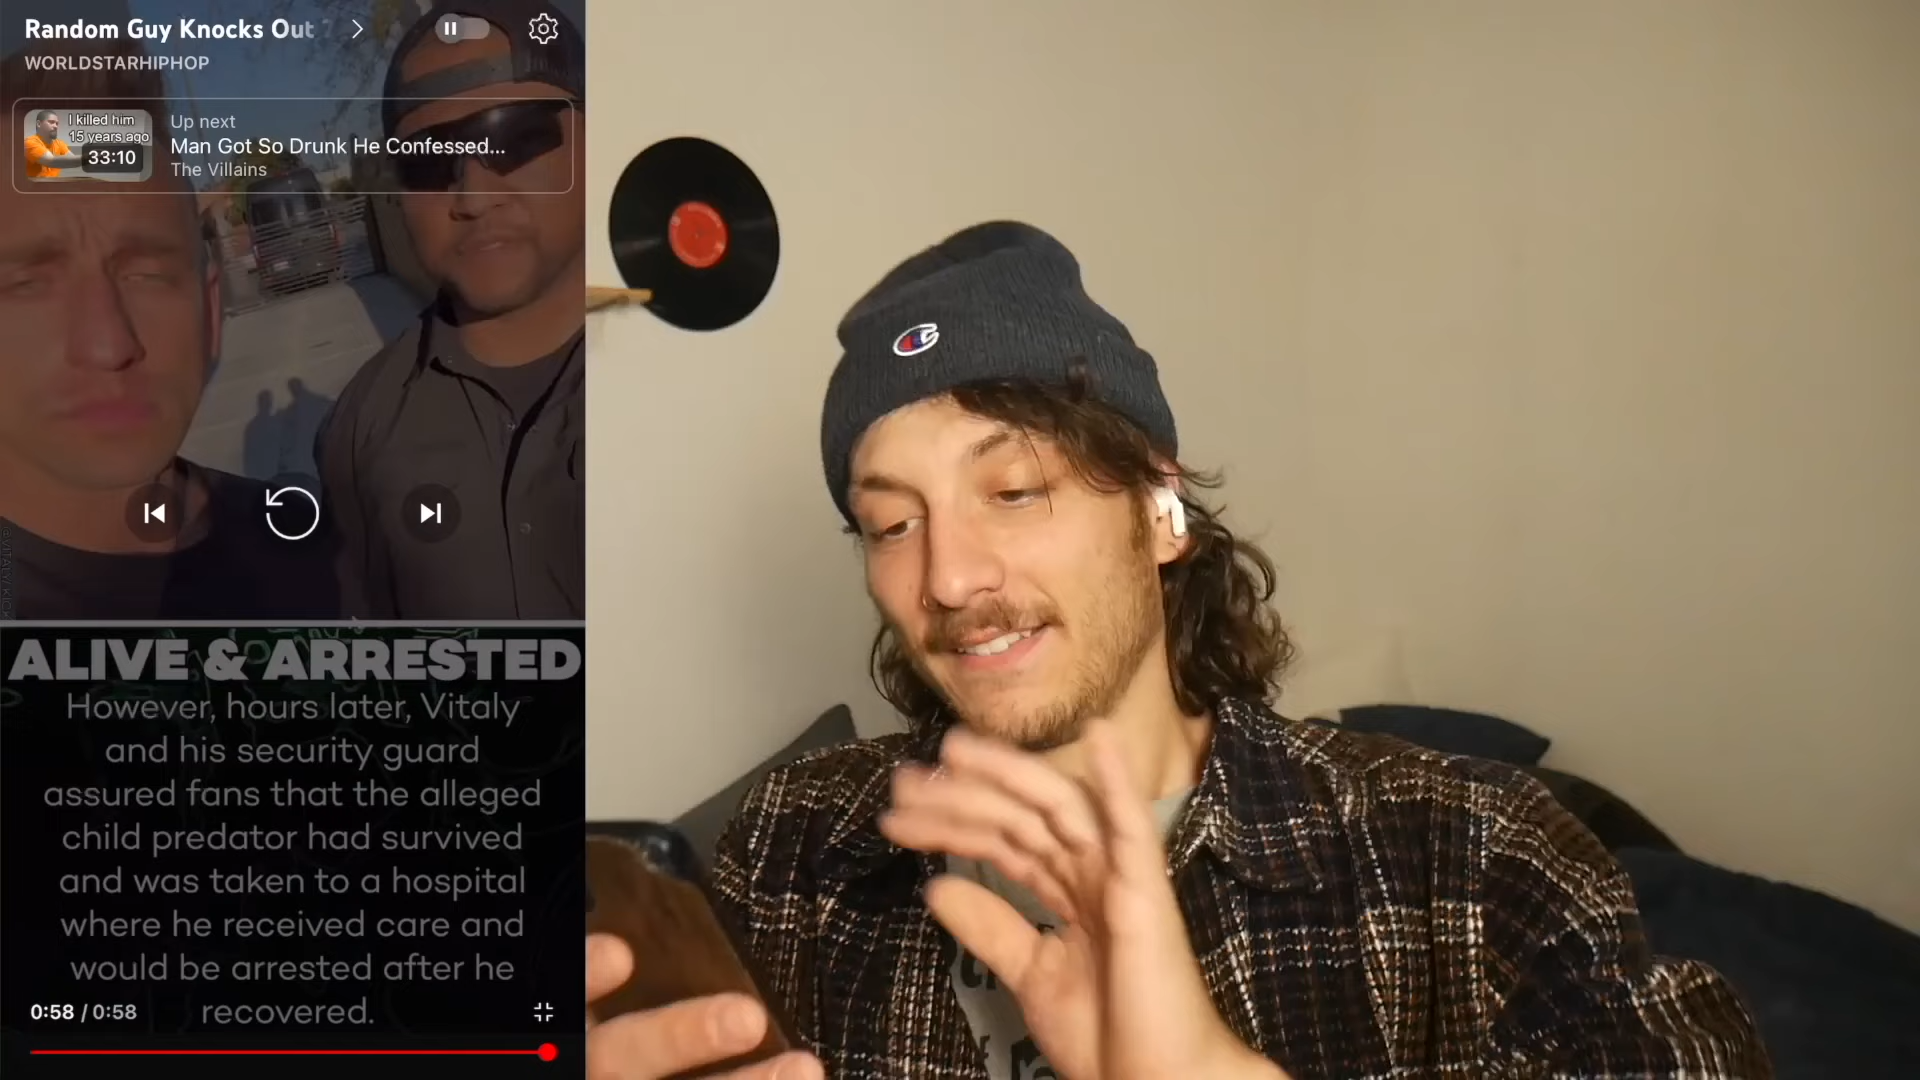 Random Guy Knocks Out
WORLDSTARHIPHOP
I killed him
15 years ago
33:10
Up next
Man Got So Drunk He Confessed...
The Villains
ALIVE & ARRESTED
However, hours later, Vitaly
and his security guard
assured fans that the alleged
child predator had survived
and was taken to a hospital
where he received care and
would be arrested after he
recovered.
0:58 / 0:58